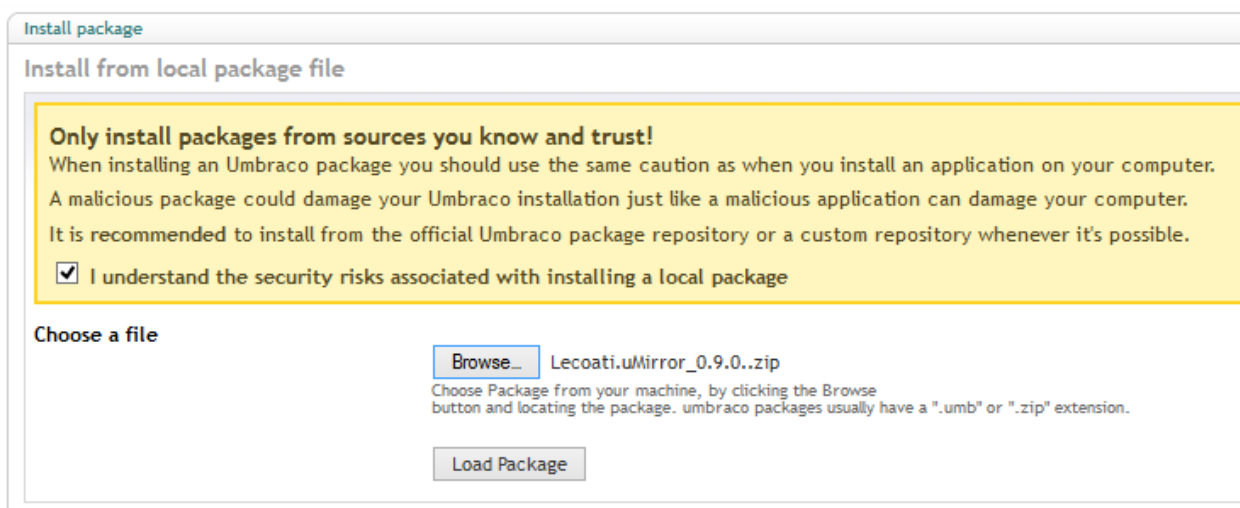 Install package
Install from local package file
Only install packages from sources you know and trust!
When installing an Umbraco package you should use the same caution as when you install an application on your computer.
A malicious package could damage your Umbraco installation just like a malicious application can damage your computer.
It is recommended to install from the official Umbraco package repository or a custom repository whenever it's possible.
I understand the security risks associated with installing a local package
Choose a file
Browse... Lecoati.uMirror_0.9.0..zip
Choose Package from your machine, by clicking the Browse
button and locating the package. umbraco packages usually have a ".umb" or ".zip" extension.
Load Package